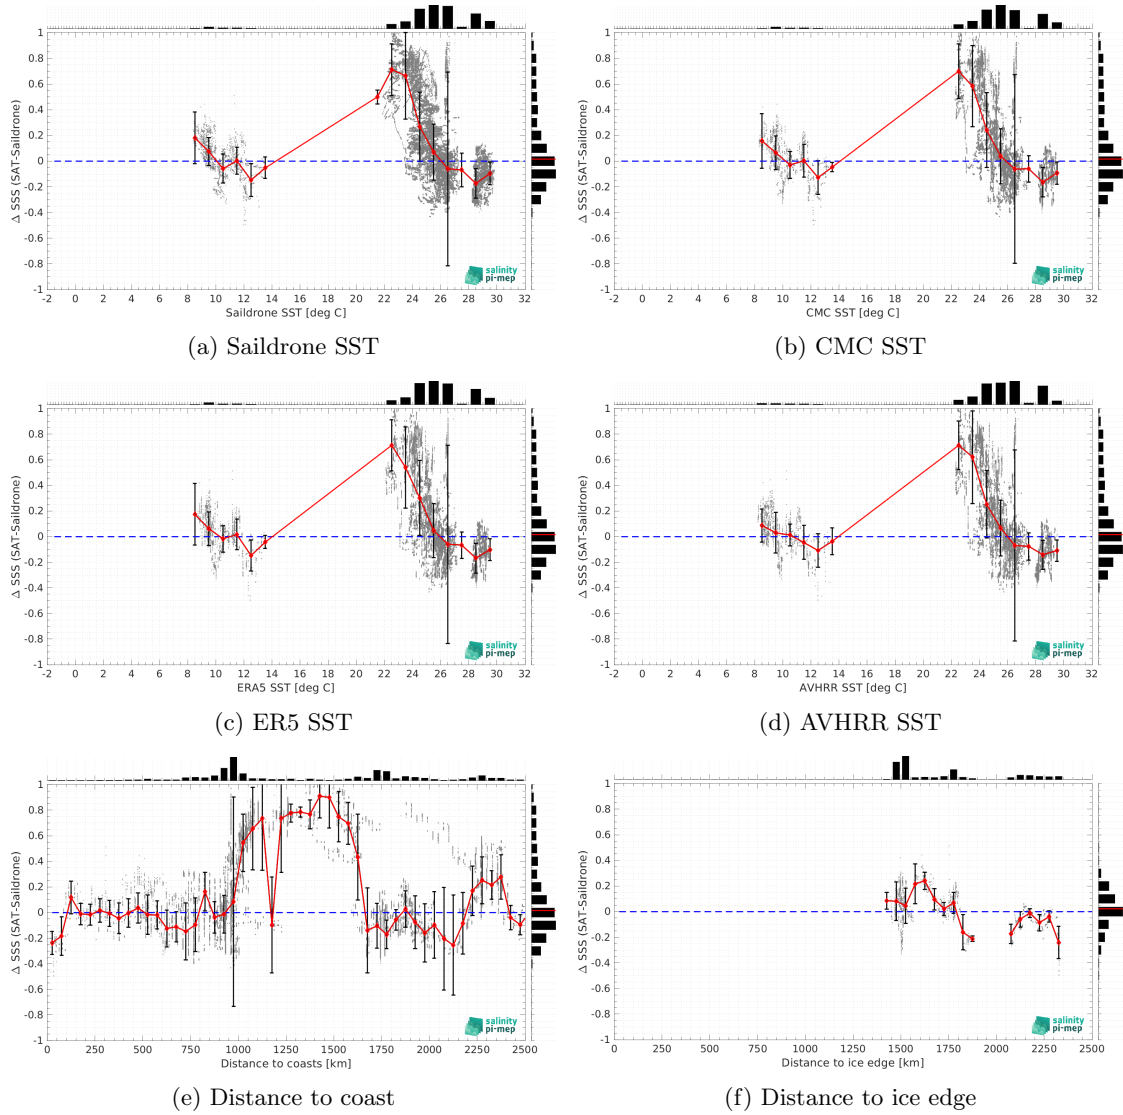 1
0.8
0.6
0.4
0.2
0
-0.2
-0.4
-0.6
-0.8
-1
Δ SSS (SAT-Saildrone)
-2 0 2 4 6 8 10 12 14 16 18 20 22 24 26 28 30 32
Saildrone SST [deg C]
salinity
pi-mep
(a) Saildrone SST
1
0.8
0.6
0.4
0.2
0
-0.2
-0.4
-0.6
-0.8
-1
Δ SSS (SAT-Saildrone)
-2 0 2 4 6 8 10 12 14 16 18 20 22 24 26 28 30 32
CMC SST [deg C]
salinity
pi-mep
(b) CMC SST
1
0.8
0.6
0.4
0.2
0
-0.2
-0.4
-0.6
-0.8
-1
Δ SSS (SAT-Saildrone)
-2 0 2 4 6 8 10 12 14 16 18 20 22 24 26 28 30 32
ERA5 SST [deg C]
salinity
pi-mep
(c) ER5 SST
1
0.8
0.6
0.4
0.2
0
-0.2
-0.4
-0.6
-0.8
-1
Δ SSS (SAT-Saildrone)
-2 0 2 4 6 8 10 12 14 16 18 20 22 24 26 28 30 32
AVHRR SST [deg C]
salinity
pi-mep
(d) AVHRR SST
1
0.8
0.6
0.4
0.2
0
-0.2
-0.4
-0.6
-0.8
-1
Δ SSS (SAT-Saildrone)
0 250 500 750 1000 1250 1500 1750 2000 2250 2500
Distance to coasts [km]
salinity
pi-mep
(e) Distance to coast
1
0.8
0.6
0.4
0.2
0
-0.2
-0.4
-0.6
-0.8
-1
Δ SSS (SAT-Saildrone)
0 250 500 750 1000 1250 1500 1750 2000 2250 2500
Distance to ice edge [km]
salinity
pi-mep
(f) Distance to ice edge